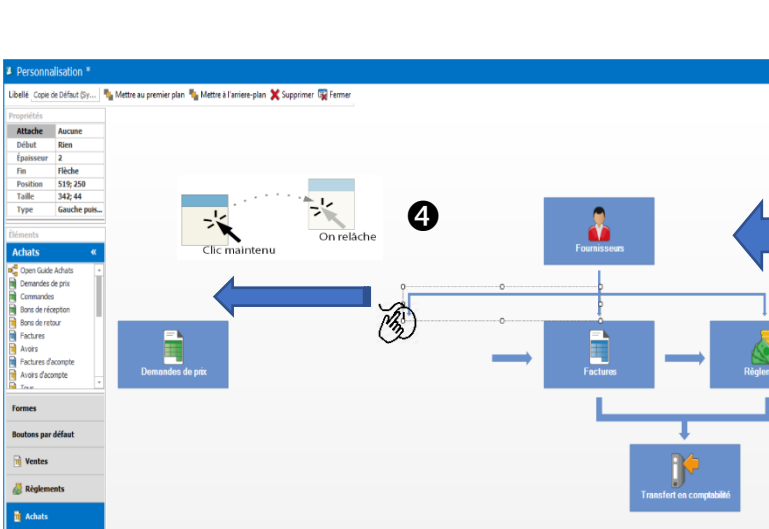 Personnalisation *
Libellé Copie de Défaut (Sy... Mettre au premier plan Mettre à l'arriere-plan Supprimer Fermer
Propriétés
Attache Aucune
Début Rien
Épaisseur 2
Fin Flèche
Position 519; 250
Taille 342; 44
Type Gauche puis...
Éléments
Achats «
Open Guide Achats
Demandes de prix
Commandes
Bons de réception
Bons de retour
Factures
Avoirs
Factures d'acompte
Avoirs d'acompte
Tous
Formes
Boutons par défaut
Ventes
Règlements
Achats
Clic maintenu
On relâche
4
Fournisseurs
Demandes de prix
Factures
Règlem
Transfert en comptabilité